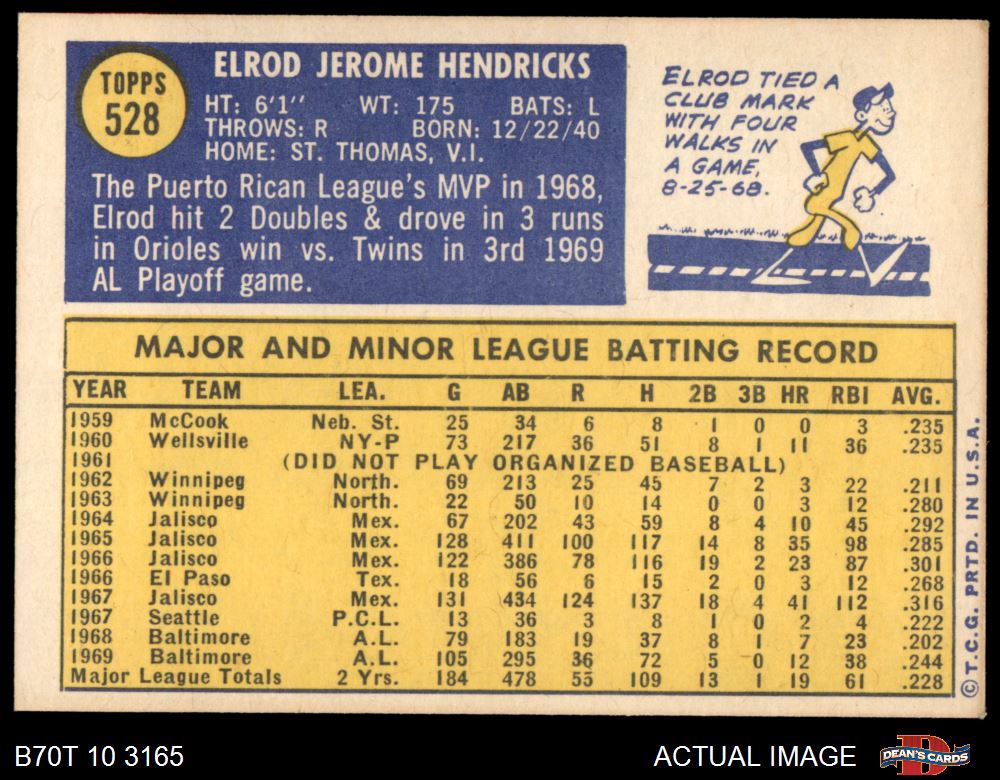 TOPPS
528
ELROD JEROME HENDRICKS
HT: 6'1" WT: 175 BATS: L
THROWS: R BORN: 12/22/40
HOME: ST. THOMAS, V.I.
The Puerto Rican League's MVP in 1968,
Elrod hit 2 Doubles & drove in 3 runs
in Orioles win vs. Twins in 3rd 1969
AL Playoff game.
ELROD TIED A
CLUB MARK
WITH FOUR
WALKS IN
A GAME,
8-25-68.
MAJOR AND MINOR LEAGUE BATTING RECORD
YEAR TEAM LEA. G AB R H 2B 3B HR RBI AVG.
1959 McCook Neb. St. 25 34 6 8 1 0 0 3 .235
1960 Wellsville NY-P 73 217 36 51 8 1 11 36 .235
1961 (DID NOT PLAY ORGANIZED BASEBALL)
1962 Winnipeg North. 69 213 25 45 7 2 3 22 .211
1963 Winnipeg North. 22 50 10 14 0 0 3 12 .280
1964 Jalisco Mex. 67 202 43 59 8 4 10 45 .292
1965 Jalisco Mex. 128 411 100 117 14 8 35 98 .285
1966 Jalisco Mex. 122 386 78 116 19 2 23 87 .301
1966 El Paso Tex. 18 56 6 15 2 0 3 12 .268
1967 Jalisco Mex. 131 434 124 137 18 4 41 112 .316
1967 Seattle P.C.L. 13 36 3 8 1 0 2 4 .222
1968 Baltimore A.L. 79 183 19 37 8 1 7 23 .202
1969 Baltimore A.L. 105 295 36 72 5 0 12 38 .244
Major League Totals 2 Yrs. 184 478 55 109 13 1 19 61 .228
©T.C.G. PRTD. IN U.S.A.
B70T 10 3165
ACTUAL IMAGE
DEAN'S CARDS